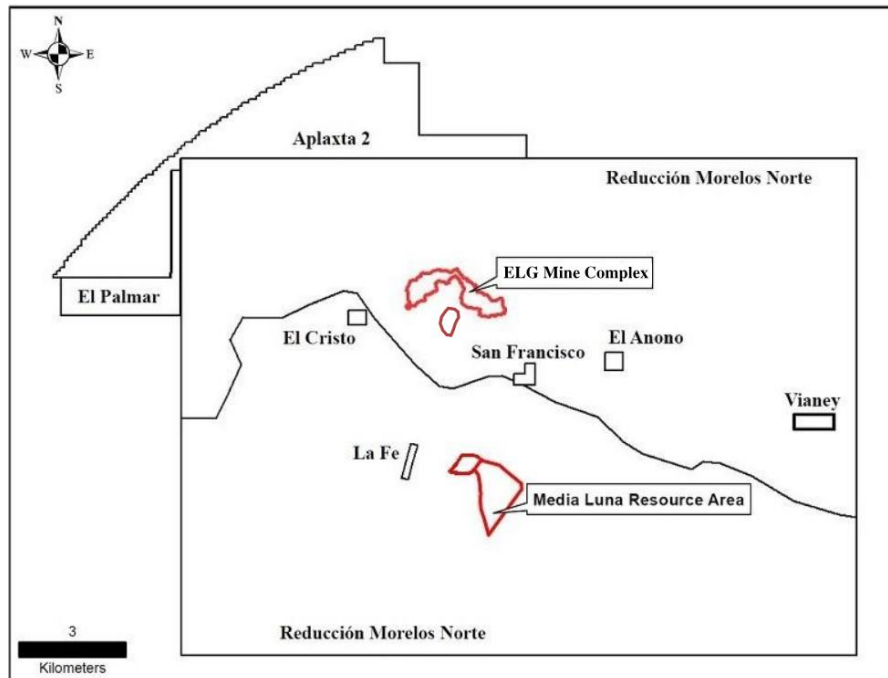 N
W E
S
Aplaxta 2
Reducción Morelos Norte
ELG Mine Complex
El Palmar
El Cristo
San Francisco
El Anono
Vianey
La Fe
Media Luna Resource Area
3
Kilometers
Reducción Morelos Norte